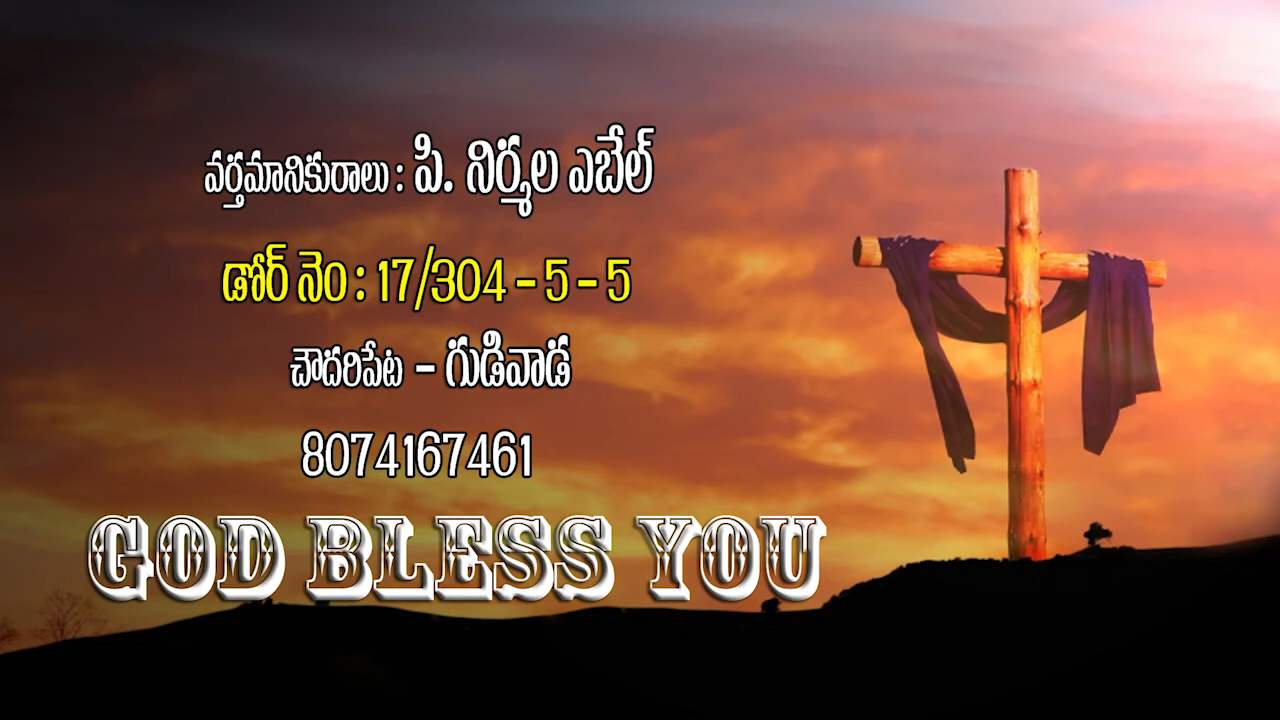 వర్తమానికురాలు : పి. నిర్మల ఎబేల్
డోర్ నెం : 17/304 - 5 - 5
చౌదరిపేట - గుడివాడ
8074167461
GOD BLESS YOU